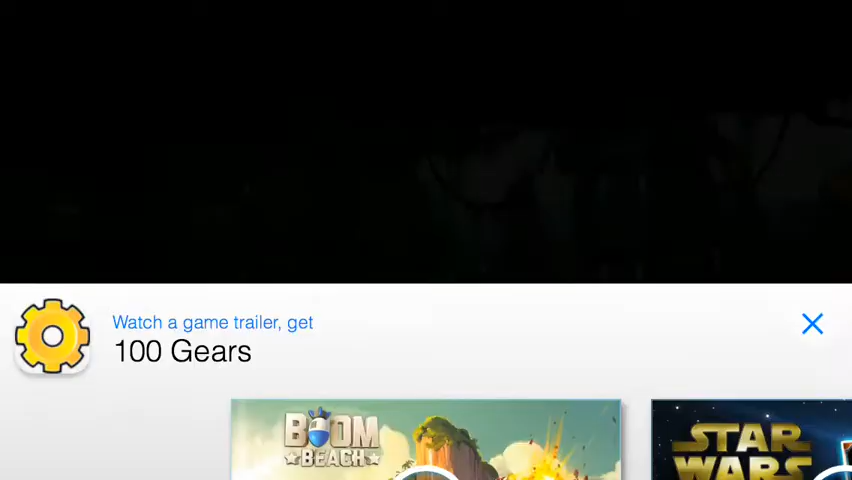 Watch a game trailer, get
100 Gears
BOOM
BEACH
STAR
WARS